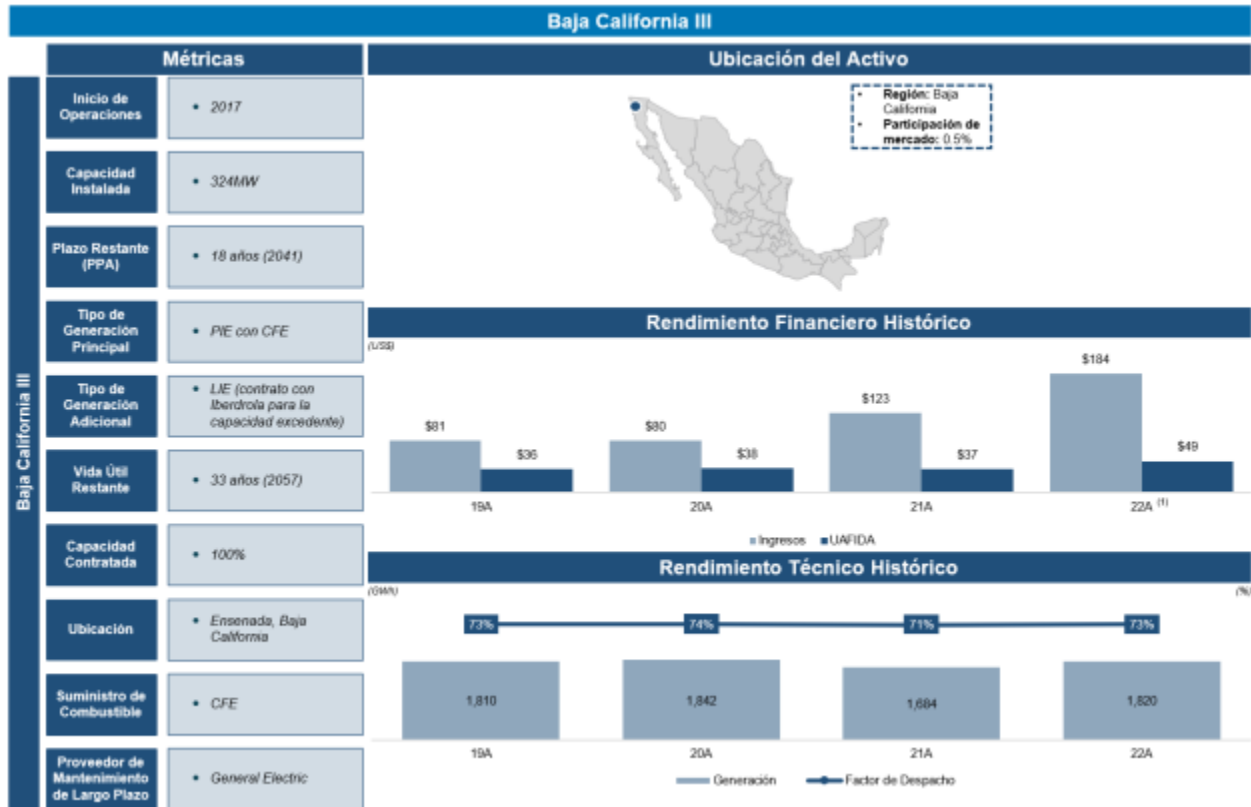 Baja California III
Métricas
Baja California III
Inicio de
Operaciones
• 2017
Capacidad
Instalada
• 324MW
Plazo Restante
(PPA)
• 18 años (2041)
Tipo de
Generación
Principal
• PIE con CFE
Tipo de
Generación
Adicional
• LIE (contrato con
Iberdrola para la
capacidad excedente)
Vida Útil
Restante
• 33 años (2057)
Capacidad
Contratada
• 100%
Ubicación
• Ensenada, Baja
California
Suministro de
Combustible
• CFE
Proveedor de
Mantenimiento
de Largo Plazo
• General Electric
Ubicación del Activo
• Región: Baja
California
• Participación de
mercado: 0.5%
Rendimiento Financiero Histórico
(US$)
$81
$36
$80
$38
$123
$37
$184
$49
19A
20A
21A
22A (1)
Ingresos
UAFIDA
Rendimiento Técnico Histórico
(GWh)
(%)
73%
74%
71%
73%
1,810
1,842
1,684
1,820
19A
20A
21A
22A
Generación
Factor de Despacho